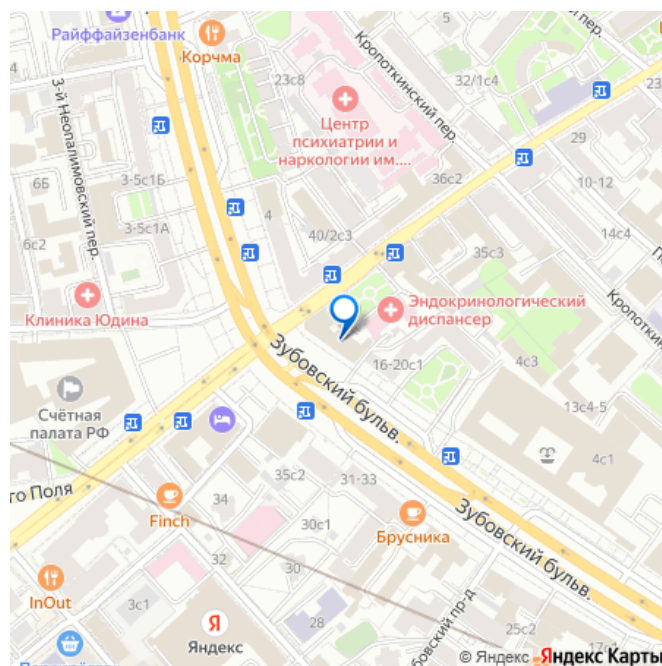 Райффайзенбанк
Корчма
23с8
32/1с4
Кропоткинский пер.
Центр
психиатрии и
наркологии им....
3-й Неопалимовский пер.
29
6Б
3-5с1Б
36с2
10-12
4
3-5с1А
40/2с3
6с2
35с3
14с4
Клиника Юдина
Эндокринологический
диспансер
Кропоткинс
16-20с1
4с3
Зубовский бульв.
Счётная
палата РФ
13с4-5
4с1
го Поля
35с2
31-33
34
Finch
30с1
Брусника
Зубовский бульв.
32
30
InOut
3с1
Яндекс
28
25с2
© Яндекс Яндекс Карты